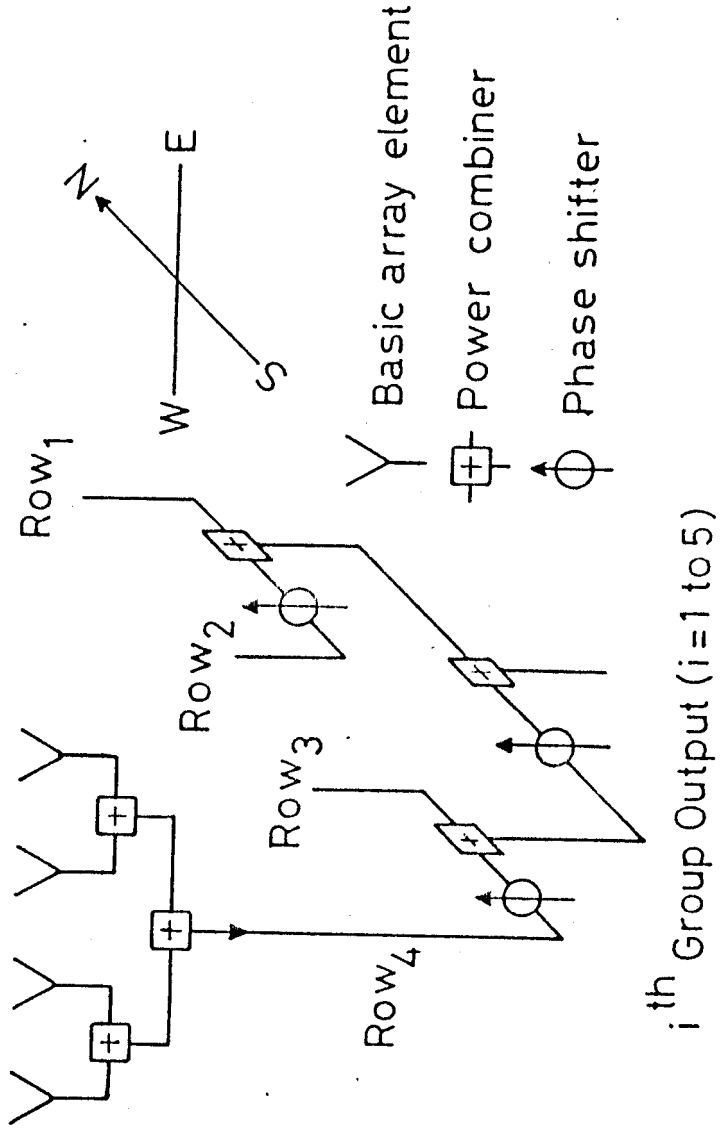 Row1
Row2
Row3
Row4
N
W E
S
Basic array element
Power combiner
Phase shifter
ith Group Output (i = 1 to 5)